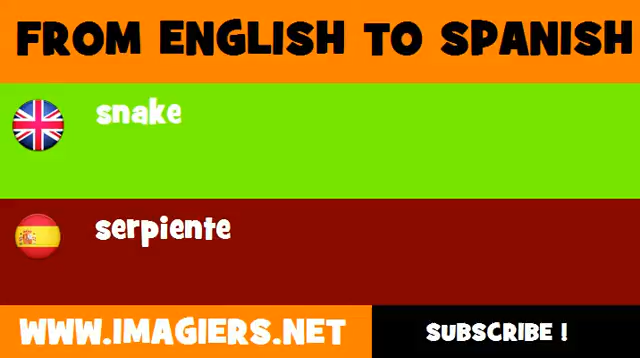 FROM ENGLISH TO SPANISH
snake
serpiente
WWW.IMAGIERS.NET
SUBSCRIBE !